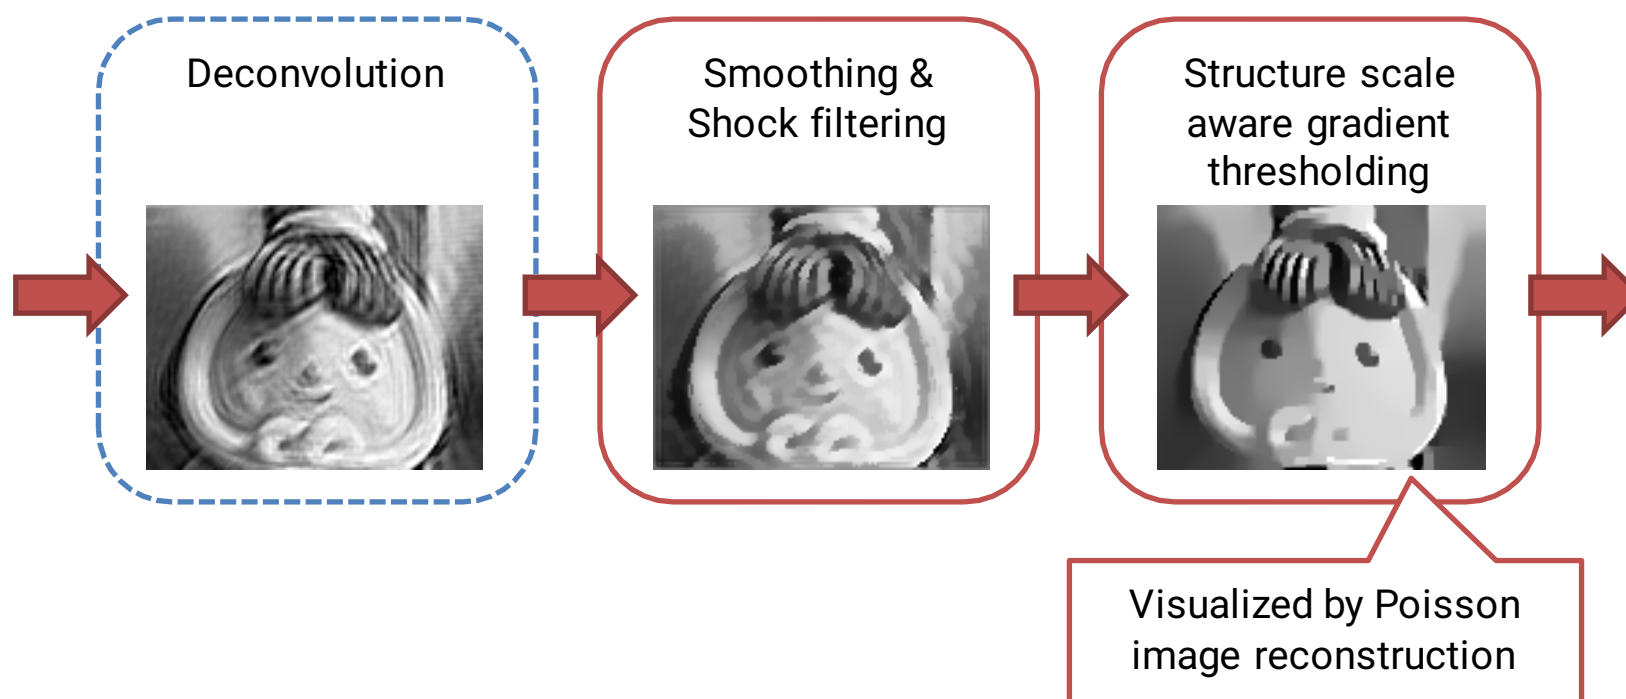 Deconvolution
Smoothing &
Shock filtering
Structure scale
aware gradient
thresholding
Visualized by Poisson
image reconstruction